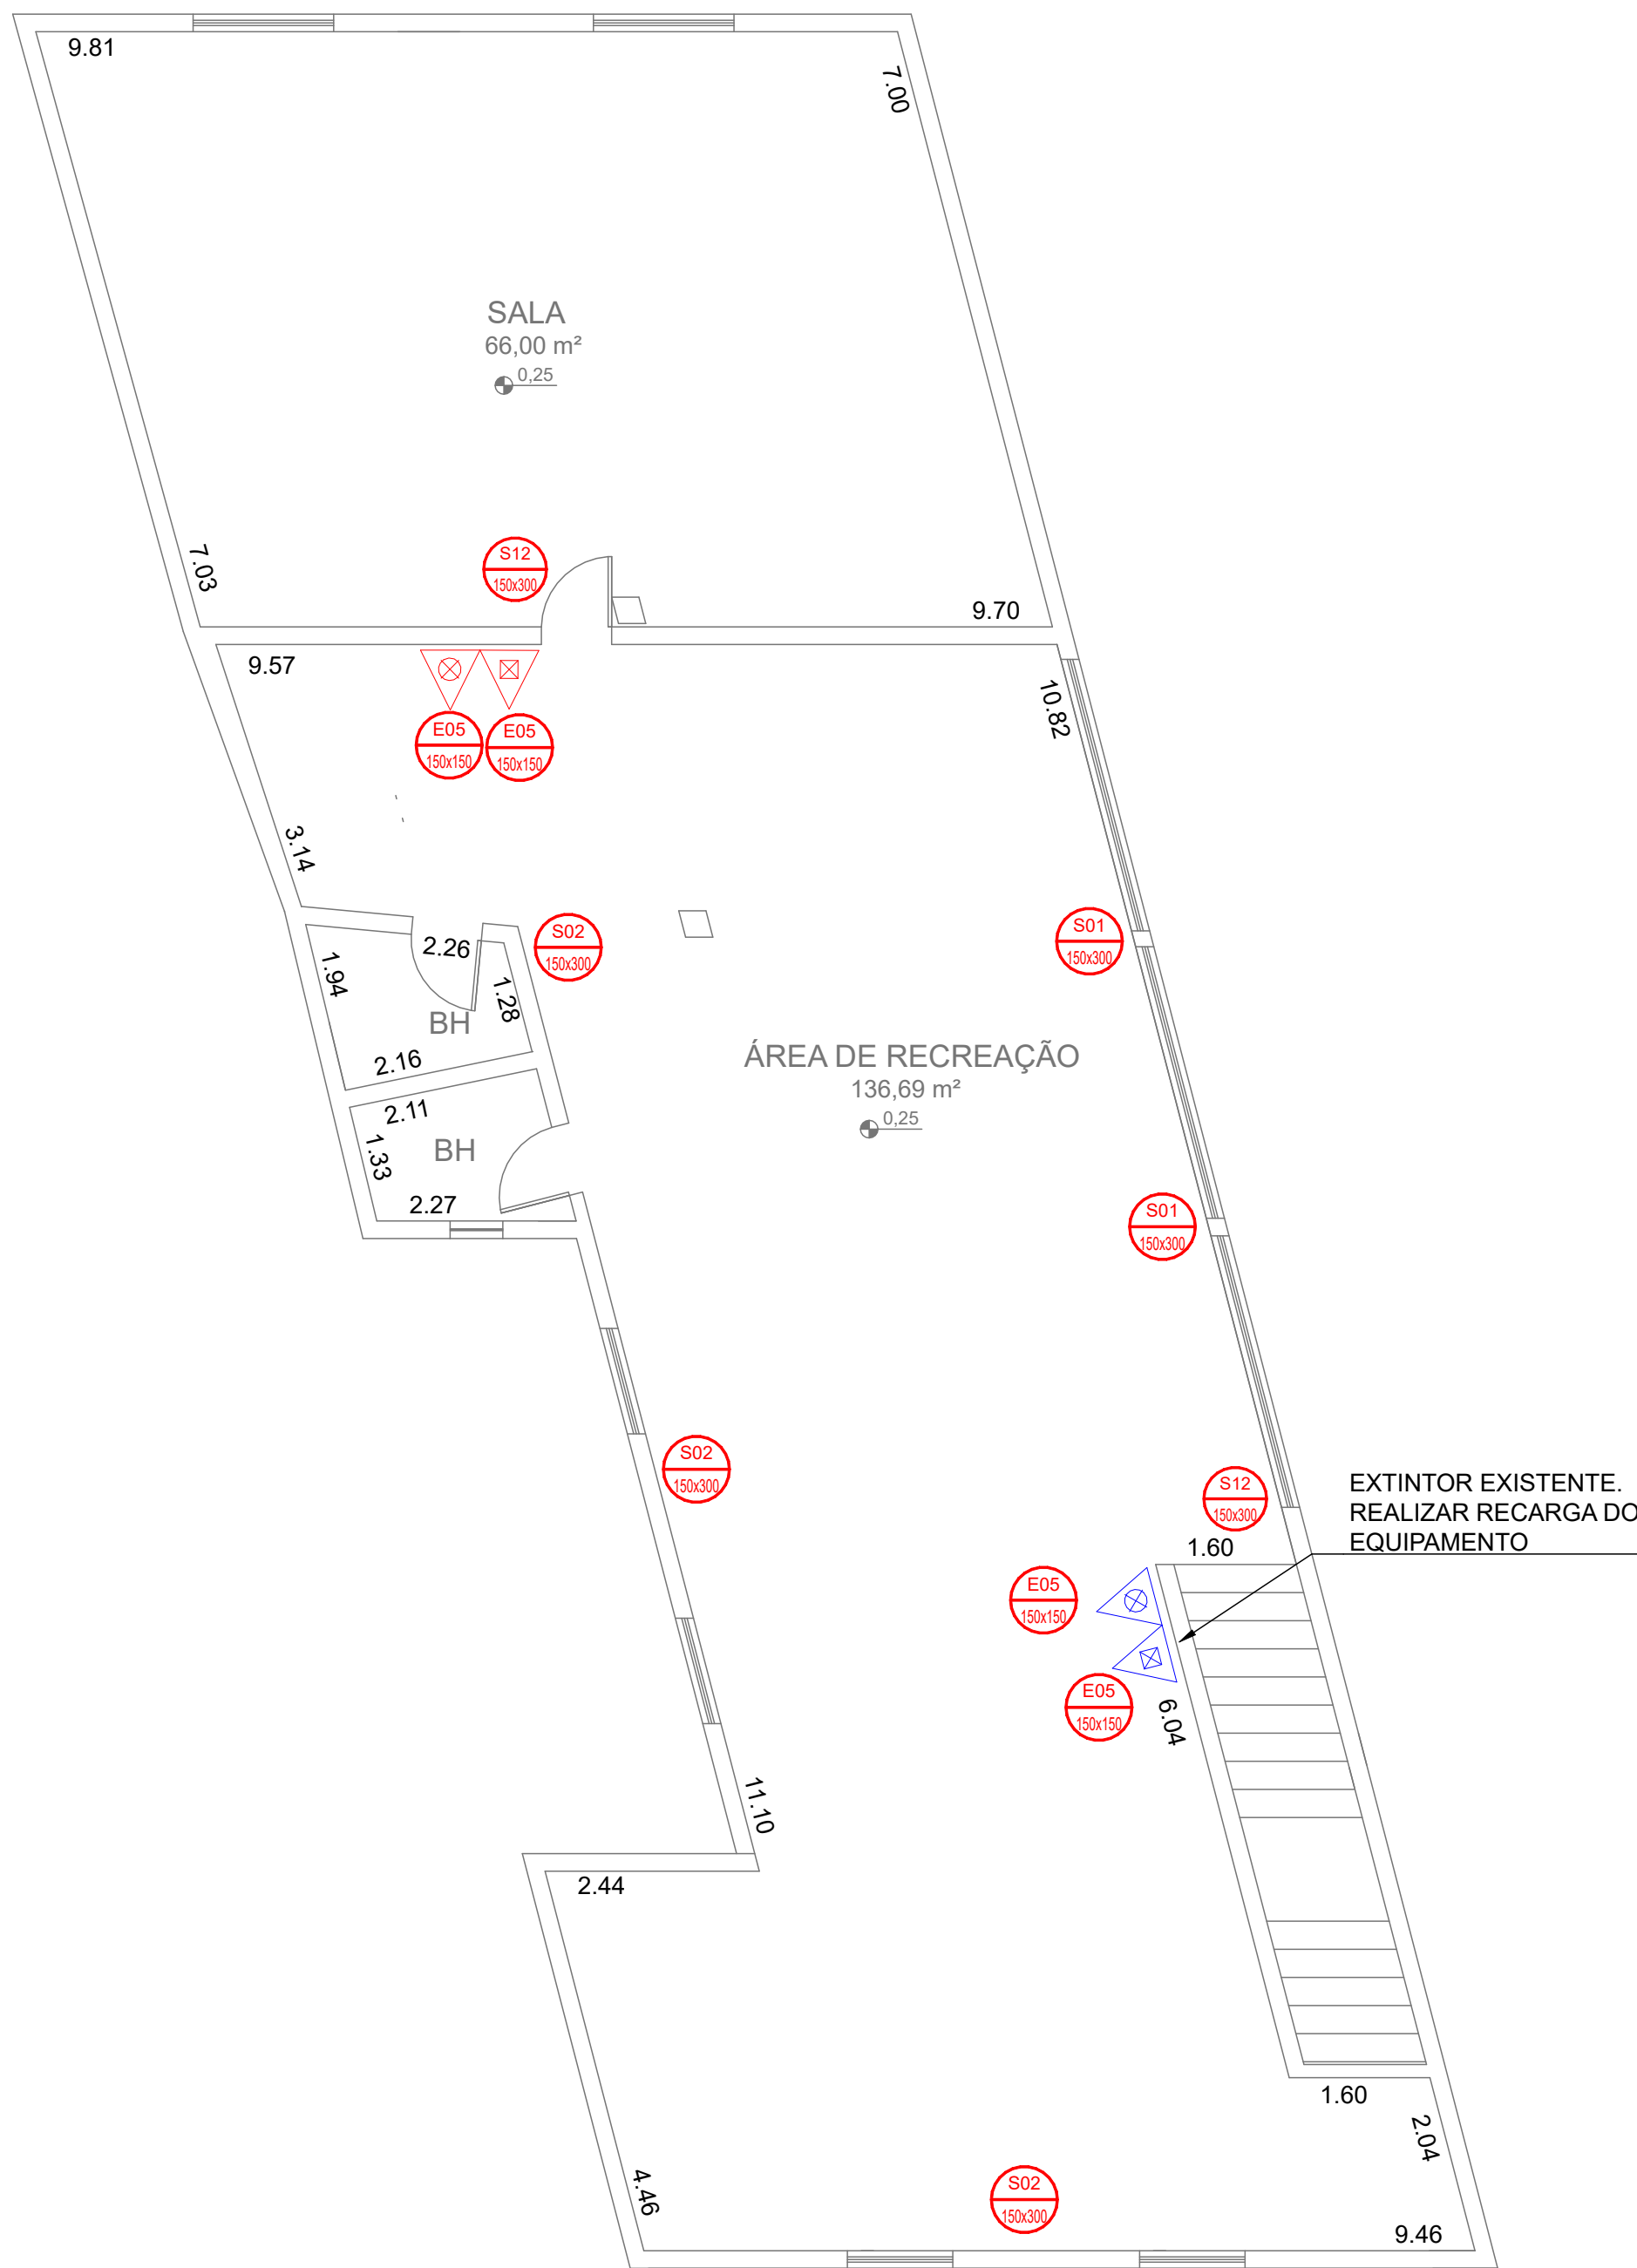 9.81
7.00
SALA
66,00 m²
0,25
7.03
S12
150x300
9.70
9.57
10.82
E05
150x150
E05
150x150
3.14
2.26
S02
150x300
S01
150x300
1.94
1.28
BH
2.16
ÁREA DE RECREAÇÃO
136,69 m²
0,25
2.11
1.33
BH
2.27
S01
150x300
S02
150x300
S12
150x300
EXTINTOR EXISTENTE.
REALIZAR RECARGA DO
EQUIPAMENTO
1.60
E05
150x150
E05
150x150
6.04
11.10
2.44
1.60
2.04
4.46
S02
150x300
9.46